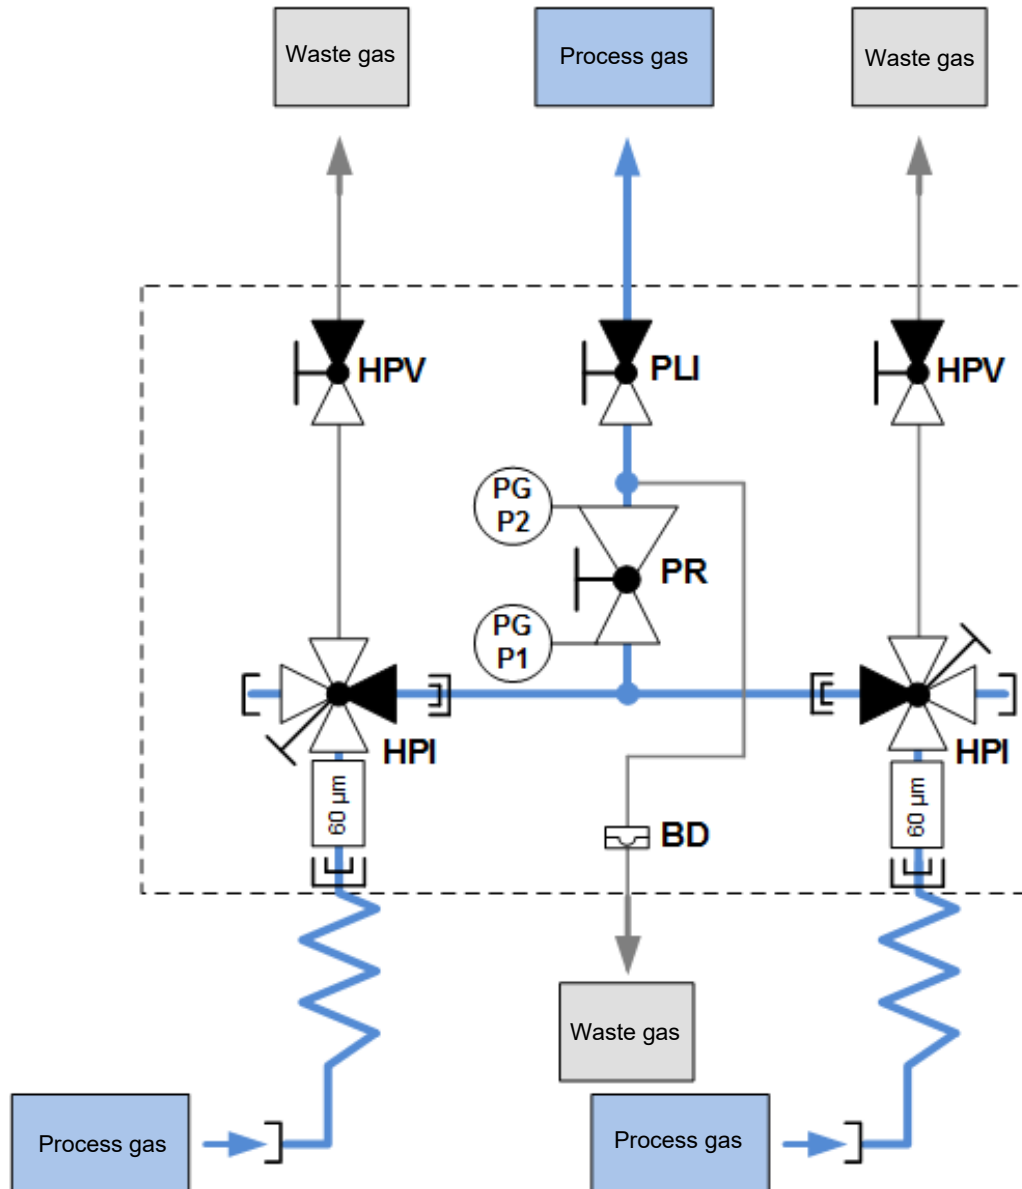 Waste gas
Process gas
Waste gas
HPV
PLI
HPV
PG
P2
PR
PG
P1
HPI
HPI
60 µm
60 µm
BD
Waste gas
Process gas
Process gas